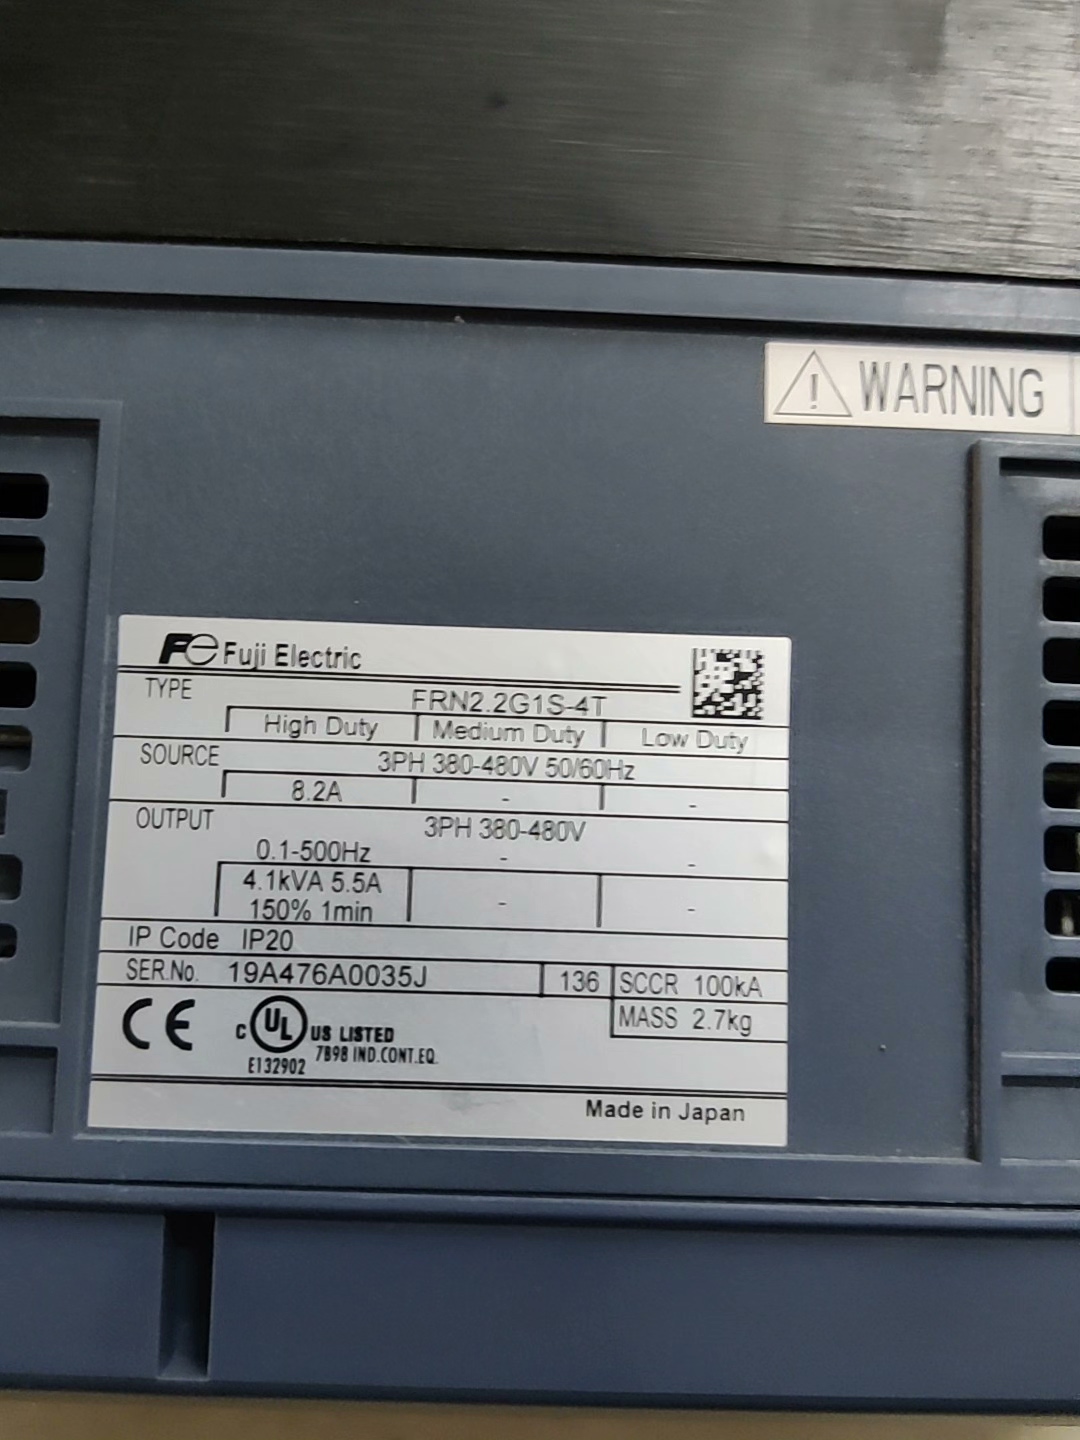 WARNING
Fe Fuji Electric
TYPE FRN2.2G1S-4T
High Duty Medium Duty Low Duty
SOURCE 3PH 380-480V 50/60Hz
8.2A - -
OUTPUT 3PH 380-480V
0.1-500Hz - -
4.1kVA 5.5A
150% 1min - -
IP Code IP20
SER.No. 19A476A0035J 136 SCCR 100kA
MASS 2.7kg
CE C UL US LISTED
E132902 7B98 IND.CONT.EQ.
Made in Japan